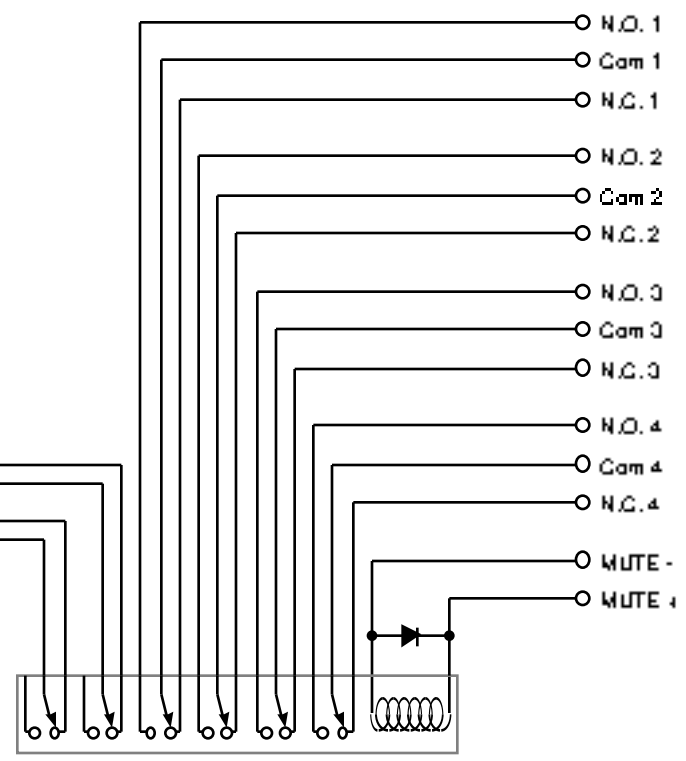 N.O. 1
Com 1
N.C. 1
N.O. 2
Com 2
N.C. 2
N.O. 3
Com 3
N.C. 3
N.O. 4
Com 4
N.C. 4
MUTE -
MUTE +